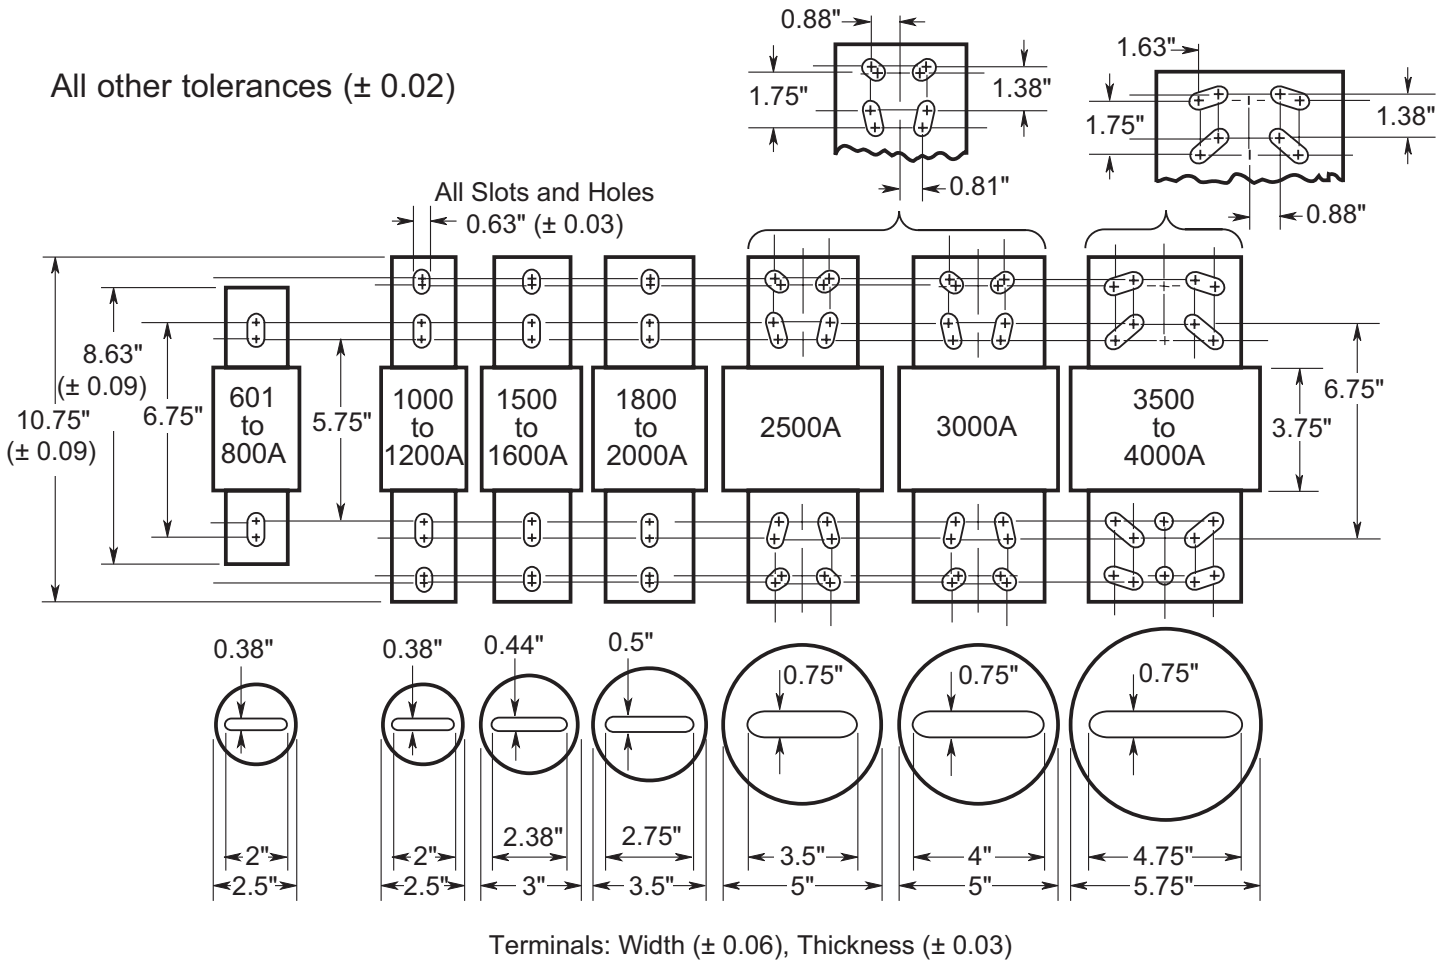 0.88"
1.63"
All other tolerances (± 0.02)
1.75"
1.38"
1.75"
1.38"
0.81"
0.88"
All Slots and Holes
0.63" (± 0.03)
8.63"
(± 0.09)
10.75"
(± 0.09)
6.75"
5.75"
601
to
800A
1000
to
1200A
1500
to
1600A
1800
to
2000A
2500A
3000A
3500
to
4000A
3.75"
6.75"
0.38"
0.38"
0.44"
0.5"
0.75"
0.75"
0.75"
2"
2.5"
2"
2.5"
2.38"
3"
2.75"
3.5"
3.5"
5"
4"
5"
4.75"
5.75"
Terminals: Width (± 0.06), Thickness (± 0.03)